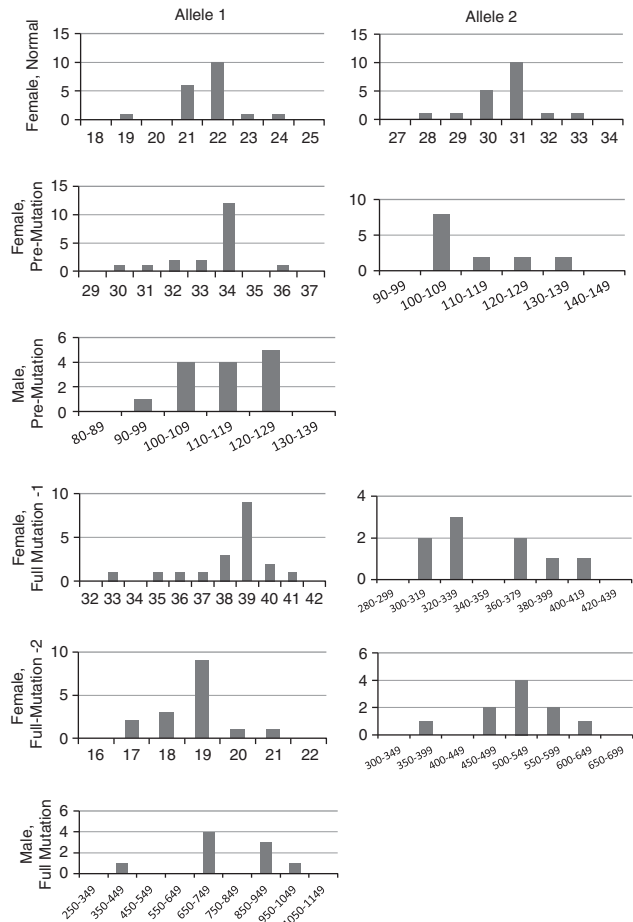 Allele 1
Allele 2
Female, Normal
15
10
5
0
18 19 20 21 22 23 24 25
15
10
5
0
27 28 29 30 31 32 33 34
Female,
Pre-Mutation
15
10
5
0
29 30 31 32 33 34 35 36 37
10
5
0
90-99 100-109 110-119 120-129 130-139 140-149
Male,
Pre-Mutation
6
4
2
0
80-89 90-99 100-109 110-119 120-129 130-139
Female,
Full Mutation -1
10
5
0
32 33 34 35 36 37 38 39 40 41 42
4
2
0
280-299 300-319 320-339 340-359 360-379 380-399 400-419 420-439
Female,
Full-Mutation -2
10
5
0
16 17 18 19 20 21 22
6
4
2
0
300-349 350-399 400-449 450-499 500-549 550-599 600-649 650-699
Male,
Full Mutation
6
4
2
0
250-349 350-449 450-549 550-649 650-749 750-849 850-949 950-1049 1050-1149